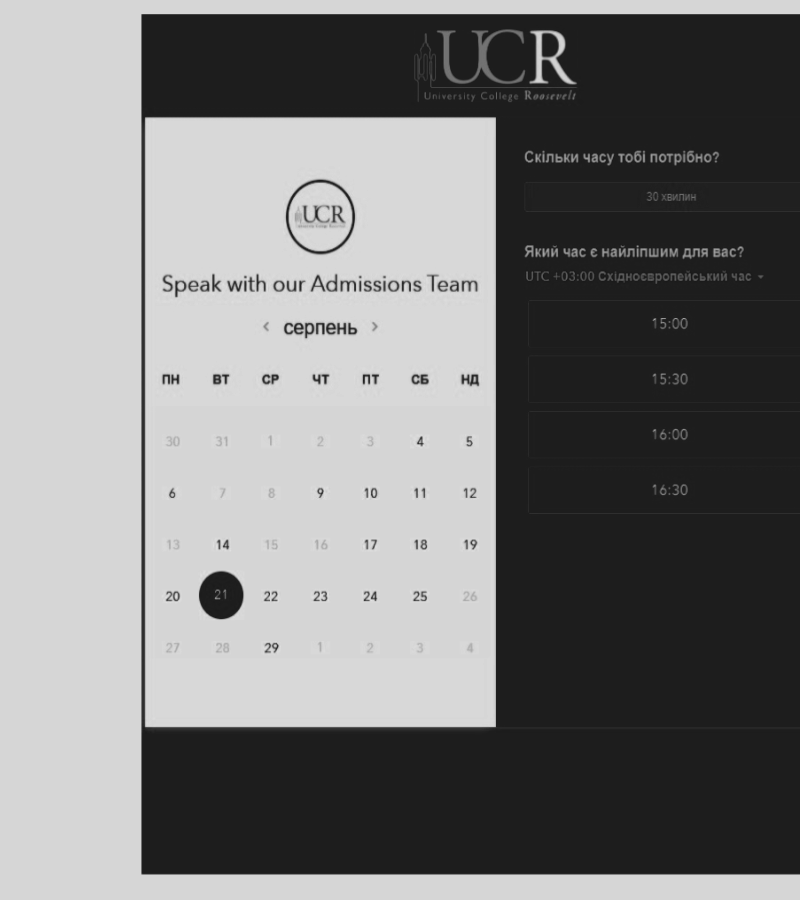 UCR
University College Roosevelt
UCR
Speak with our Admissions Team
серпень
ПН ВТ СР ЧТ ПТ СБ НД
30 31 1 2 3 4 5
6 7 8 9 10 11 12
13 14 15 16 17 18 19
20 21 22 23 24 25 26
27 28 29 1 2 3 4
Скільки часу тобі потрібно?
30 хвилин
Який час є найліпшим для вас?
UTC +03:00 Східноєвропейський час
15:00
15:30
16:00
16:30